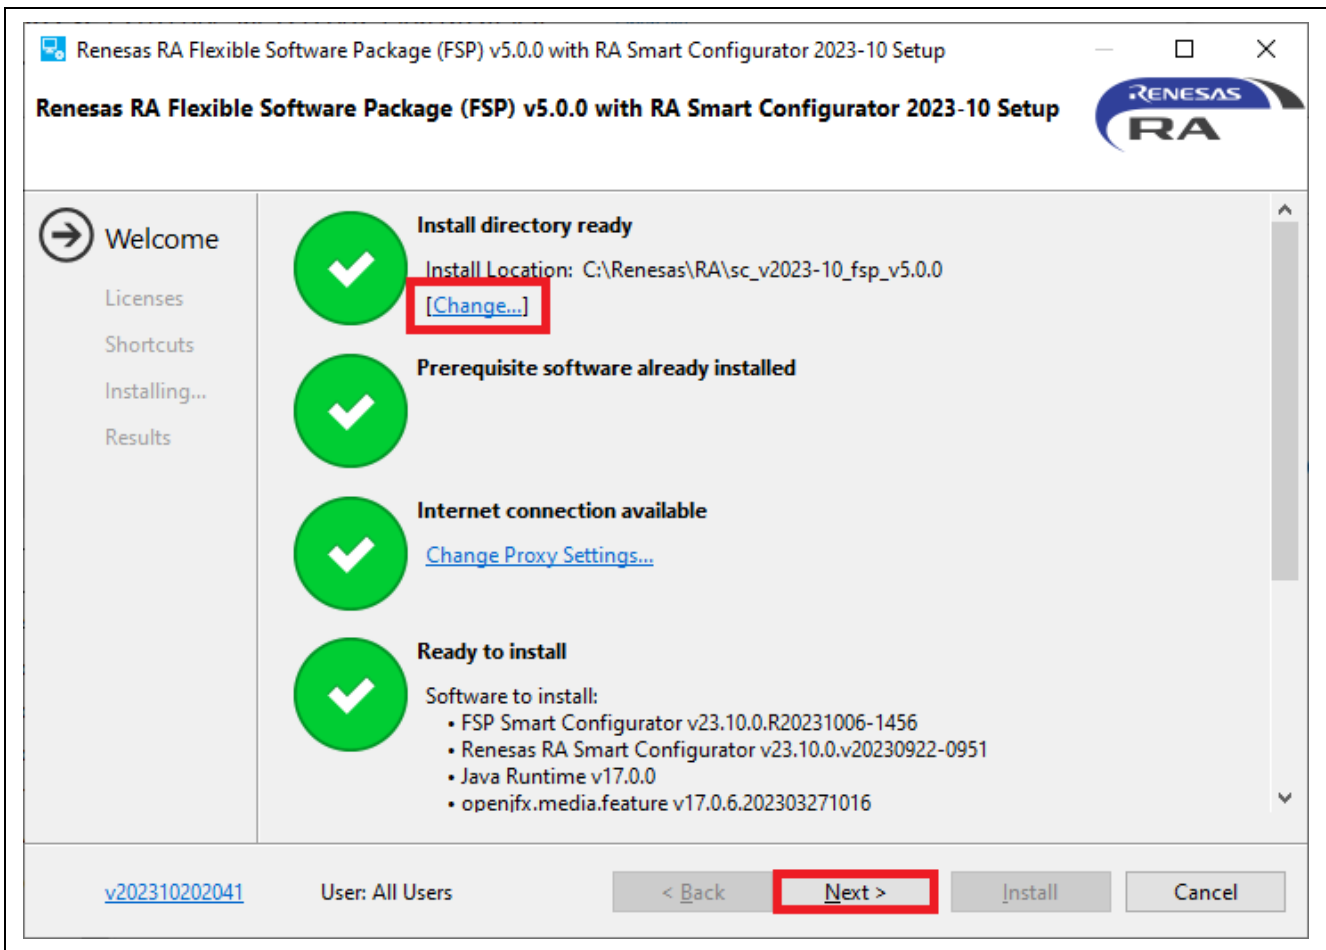 Renesas RA Flexible Software Package (FSP) v5.0.0 with RA Smart Configurator 2023-10 Setup
Renesas RA Flexible Software Package (FSP) v5.0.0 with RA Smart Configurator 2023-10 Setup
RENESAS
RA
Welcome
Licenses
Shortcuts
Installing...
Results
Install directory ready
Install Location: C:\Renesas\RA\sc_v2023-10_fsp_v5.0.0
[Change...]
Prerequisite software already installed
Internet connection available
Change Proxy Settings...
Ready to install
Software to install:
• FSP Smart Configurator v23.10.0.R20231006-1456
• Renesas RA Smart Configurator v23.10.0.v20230922-0951
• Java Runtime v17.0.0
• openjfx.media.feature v17.0.6.202303271016
v202310202041 User: All Users < Back Next > Install Cancel